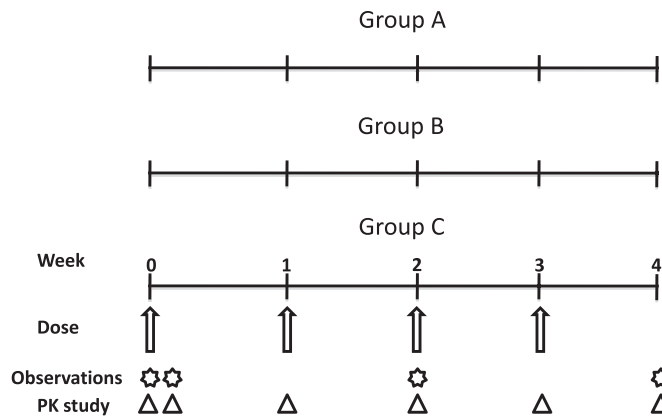 Group A
Group B
Group C
Week 0 1 2 3 4
Dose
Observations
PK study